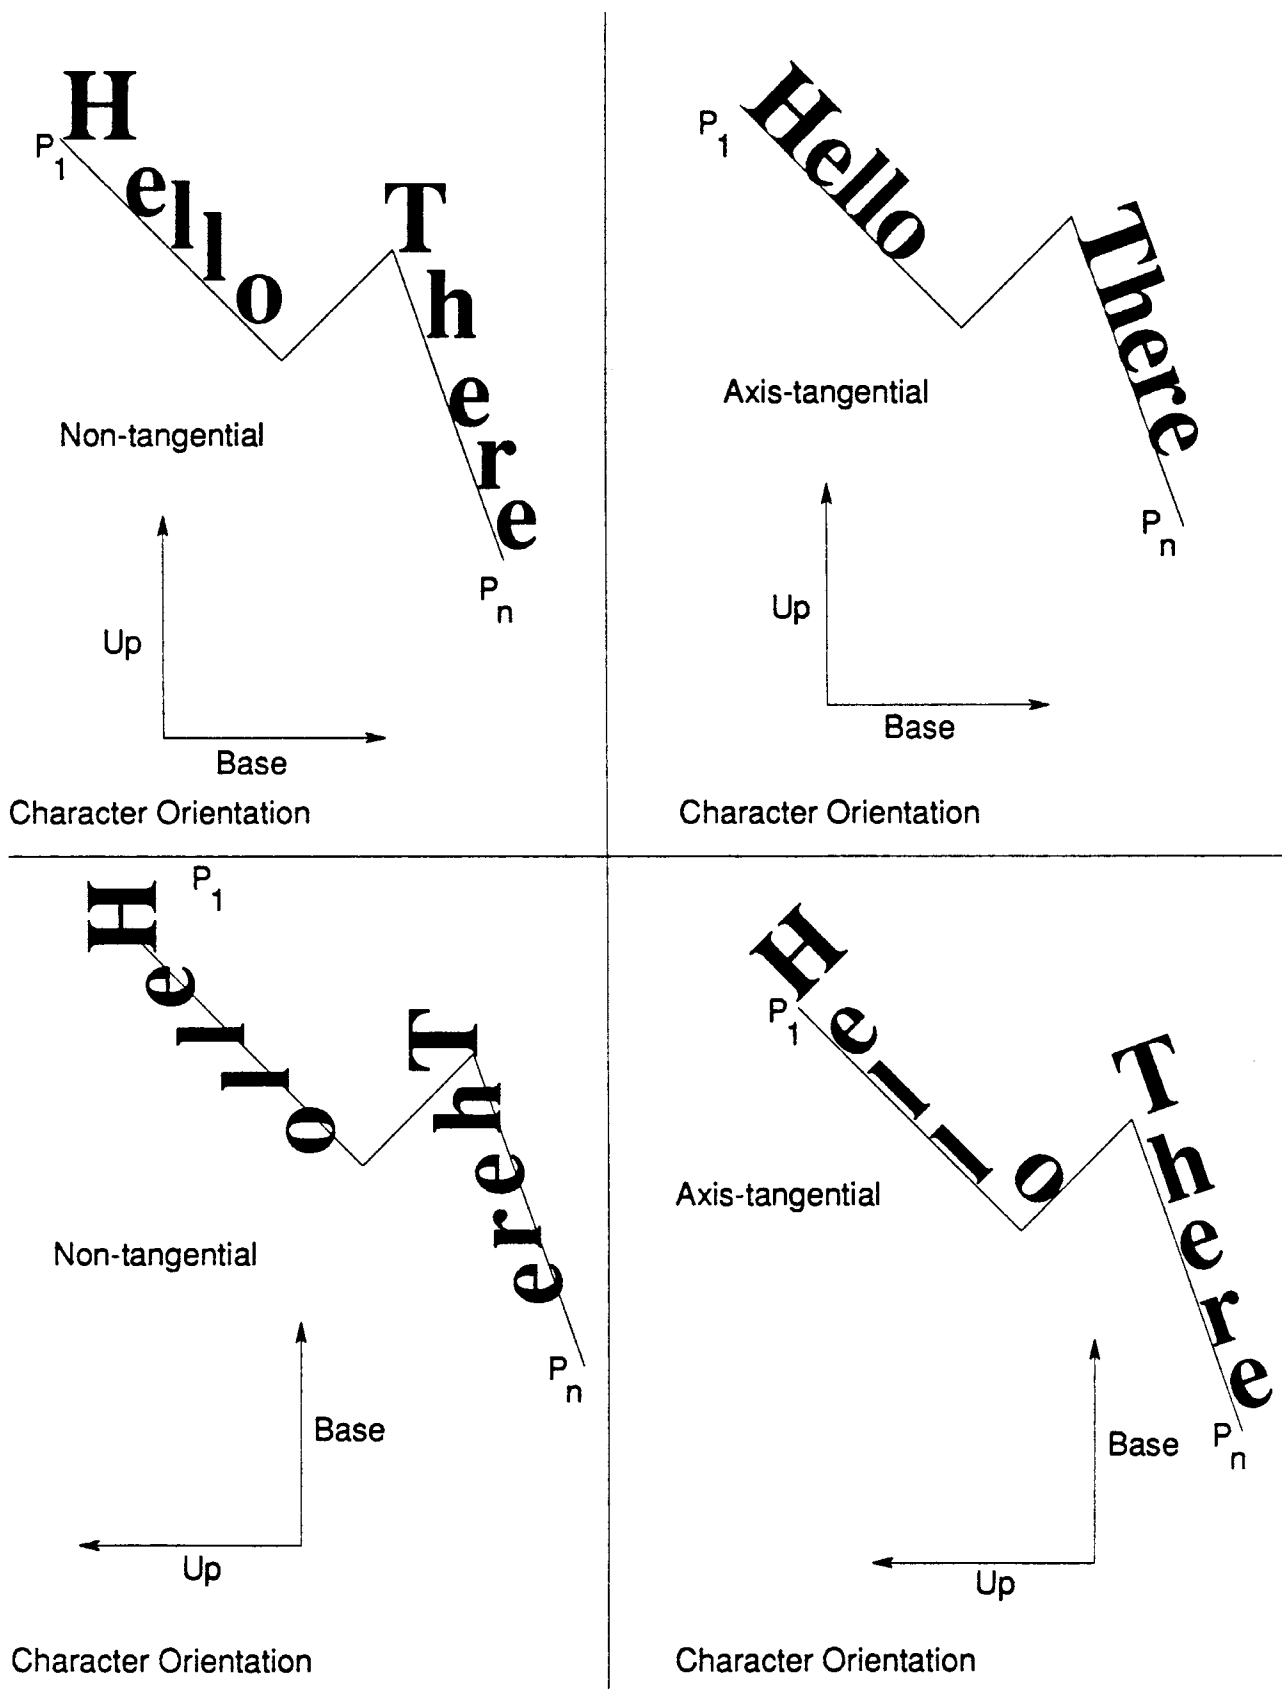 Hello There
P1
Non-tangential
Pn
Up
Base
Character Orientation
Hello There
P1
Axis-tangential
Pn
Up
Base
Character Orientation
P1
Hello There
Non-tangential
Pn
Base
Up
Character Orientation
Hello There
P1
Axis-tangential
Pn
Base
Up
Character Orientation